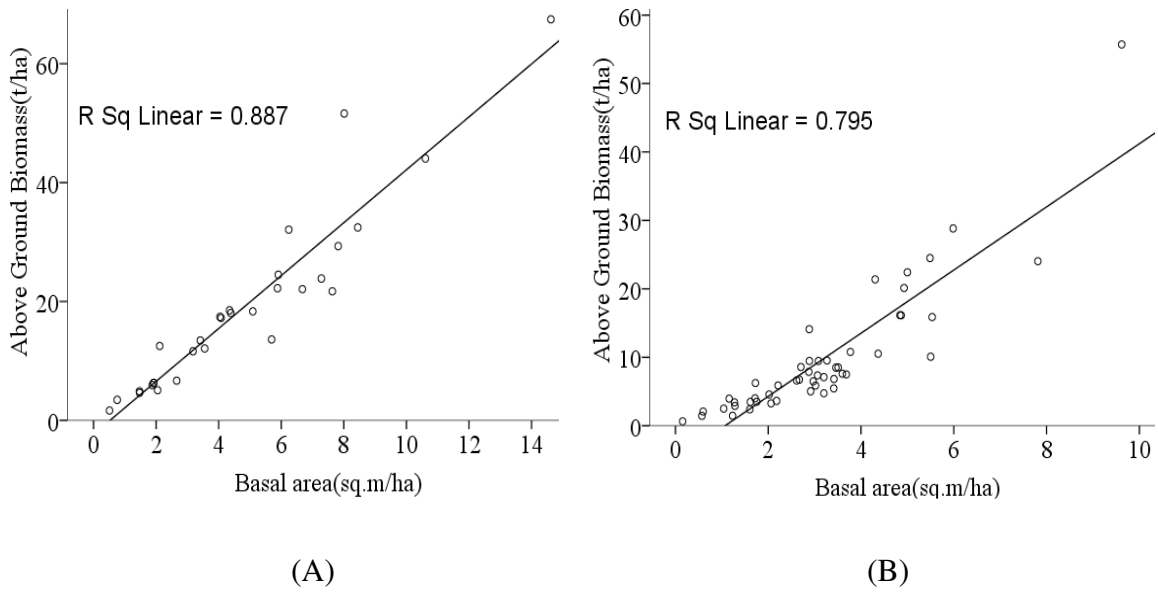 Above Ground Biomass(t/ha)
60
40
20
0
R Sq Linear = 0.887
0 2 4 6 8 10 12 14
Basal area(sq.m/ha)
(A)
Above Ground Biomass(t/ha)
60
50
40
30
20
10
0
R Sq Linear = 0.795
0 2 4 6 8 10
Basal area(sq.m/ha)
(B)